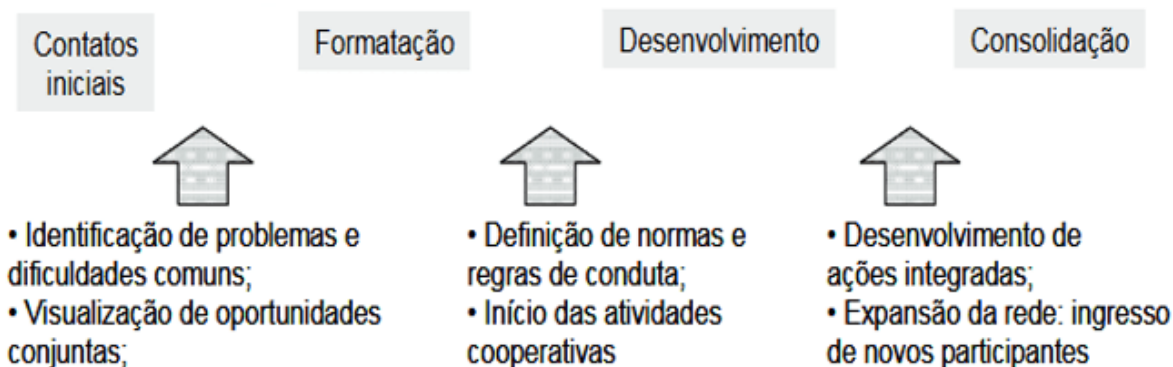 Contatos
iniciais
Formatação
Desenvolvimento
Consolidação
• Identificação de problemas e
dificuldades comuns;
• Visualização de oportunidades
conjuntas;
• Definição de normas e
regras de conduta;
• Início das atividades
cooperativas
• Desenvolvimento de
ações integradas;
• Expansão da rede: ingresso
de novos participantes